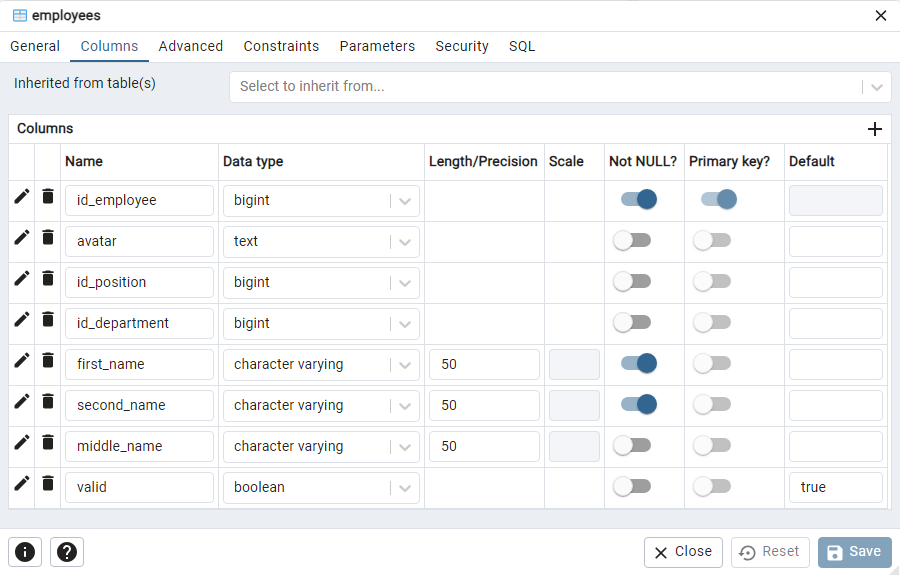 employees
General Columns Advanced Constraints Parameters Security SQL
Inherited from table(s) Select to inherit from...
Columns
Name Data type Length/Precision Scale Not NULL? Primary key? Default
id_employee bigint
avatar text
id_position bigint
id_department bigint
first_name character varying 50
second_name character varying 50
middle_name character varying 50
valid boolean true
Close Reset Save